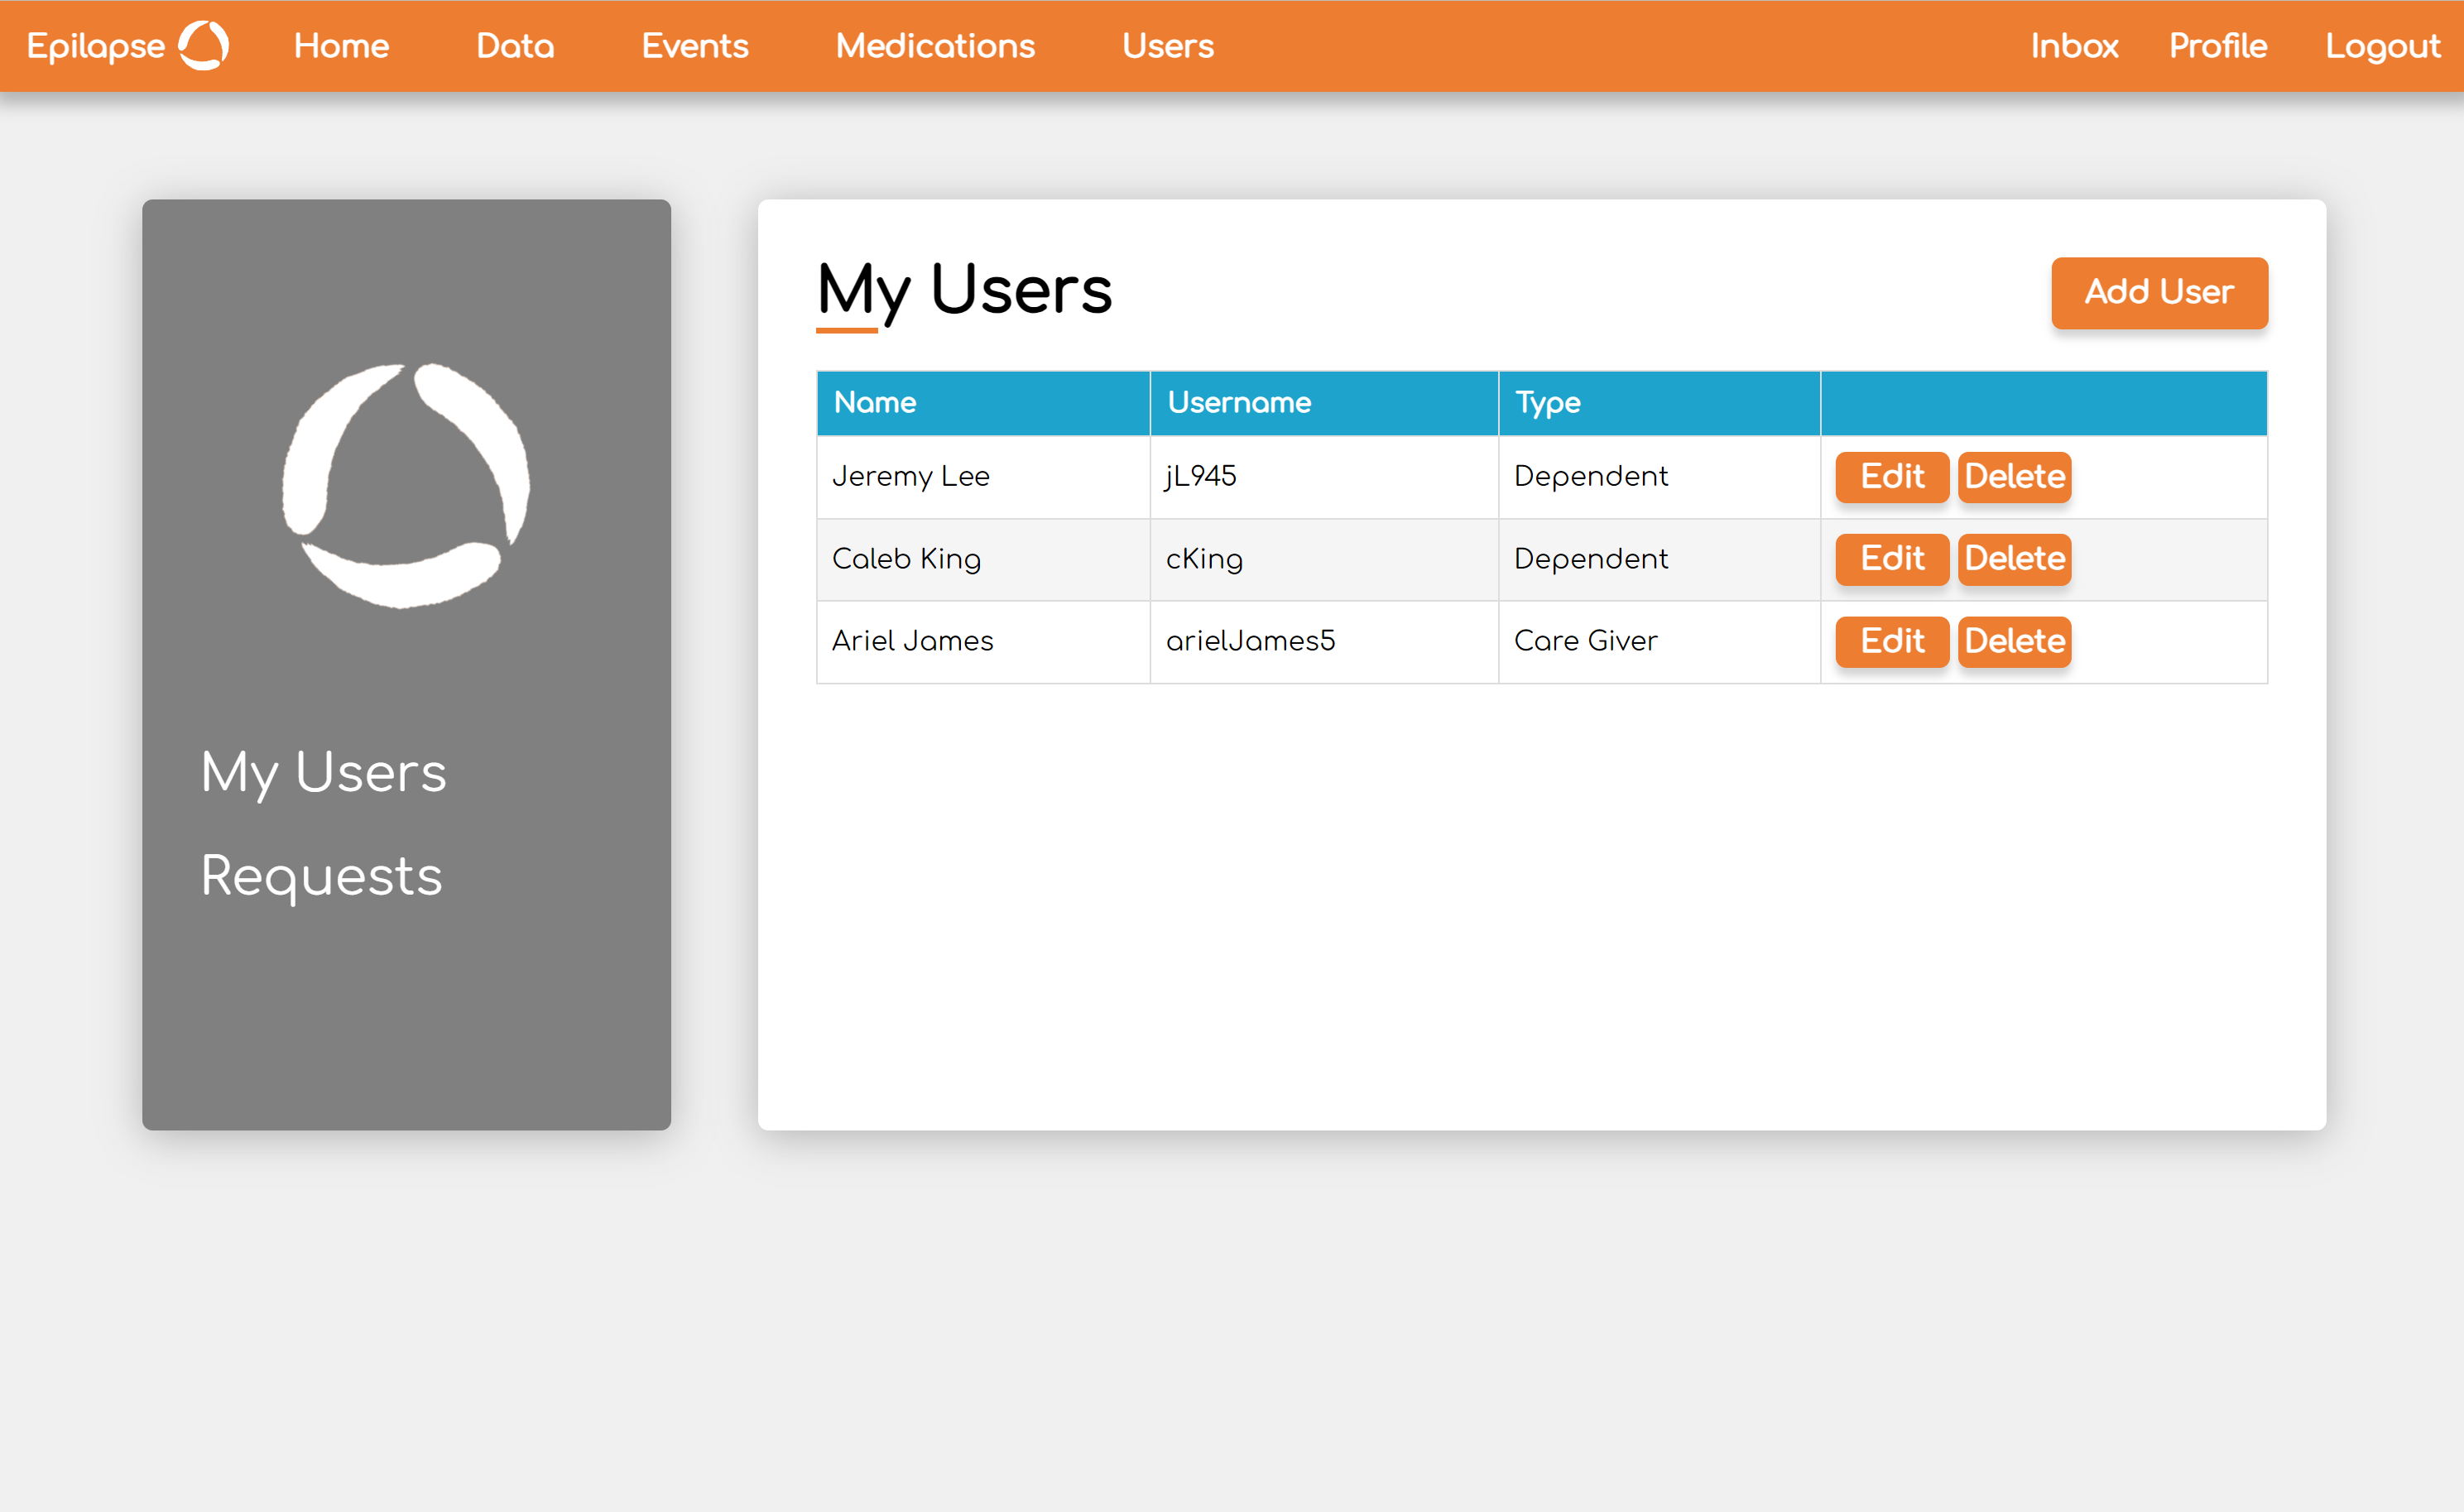 Epilapse Home Data Events Medications Users Inbox Profile Logout
My Users
Requests
My Users
Add User
Name Username Type
Jeremy Lee jL945 Dependent Edit Delete
Caleb King cKing Dependent Edit Delete
Ariel James arielJames5 Care Giver Edit Delete